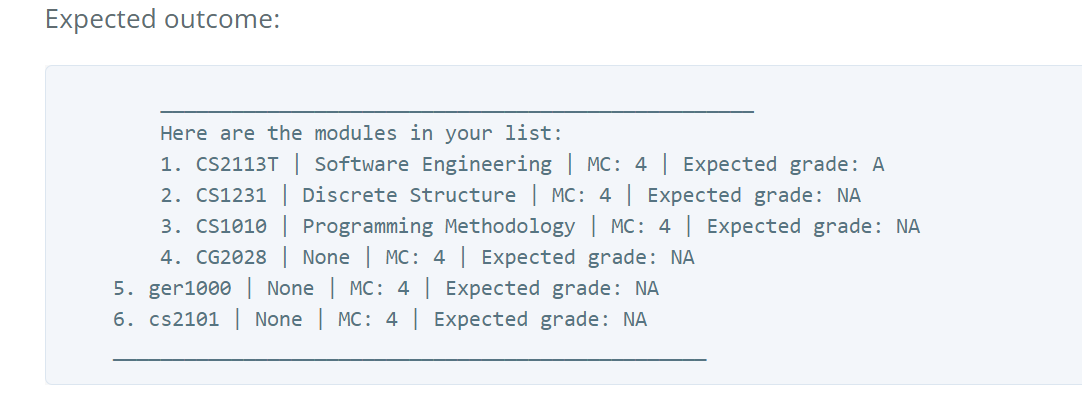 Expected outcome:
__________________________________________________
Here are the modules in your list:
1. CS2113T | Software Engineering | MC: 4 | Expected grade: A
2. CS1231 | Discrete Structure | MC: 4 | Expected grade: NA
3. CS1010 | Programming Methodology | MC: 4 | Expected grade: NA
4. CG2028 | None | MC: 4 | Expected grade: NA
5. ger1000 | None | MC: 4 | Expected grade: NA
6. cs2101 | None | MC: 4 | Expected grade: NA
__________________________________________________